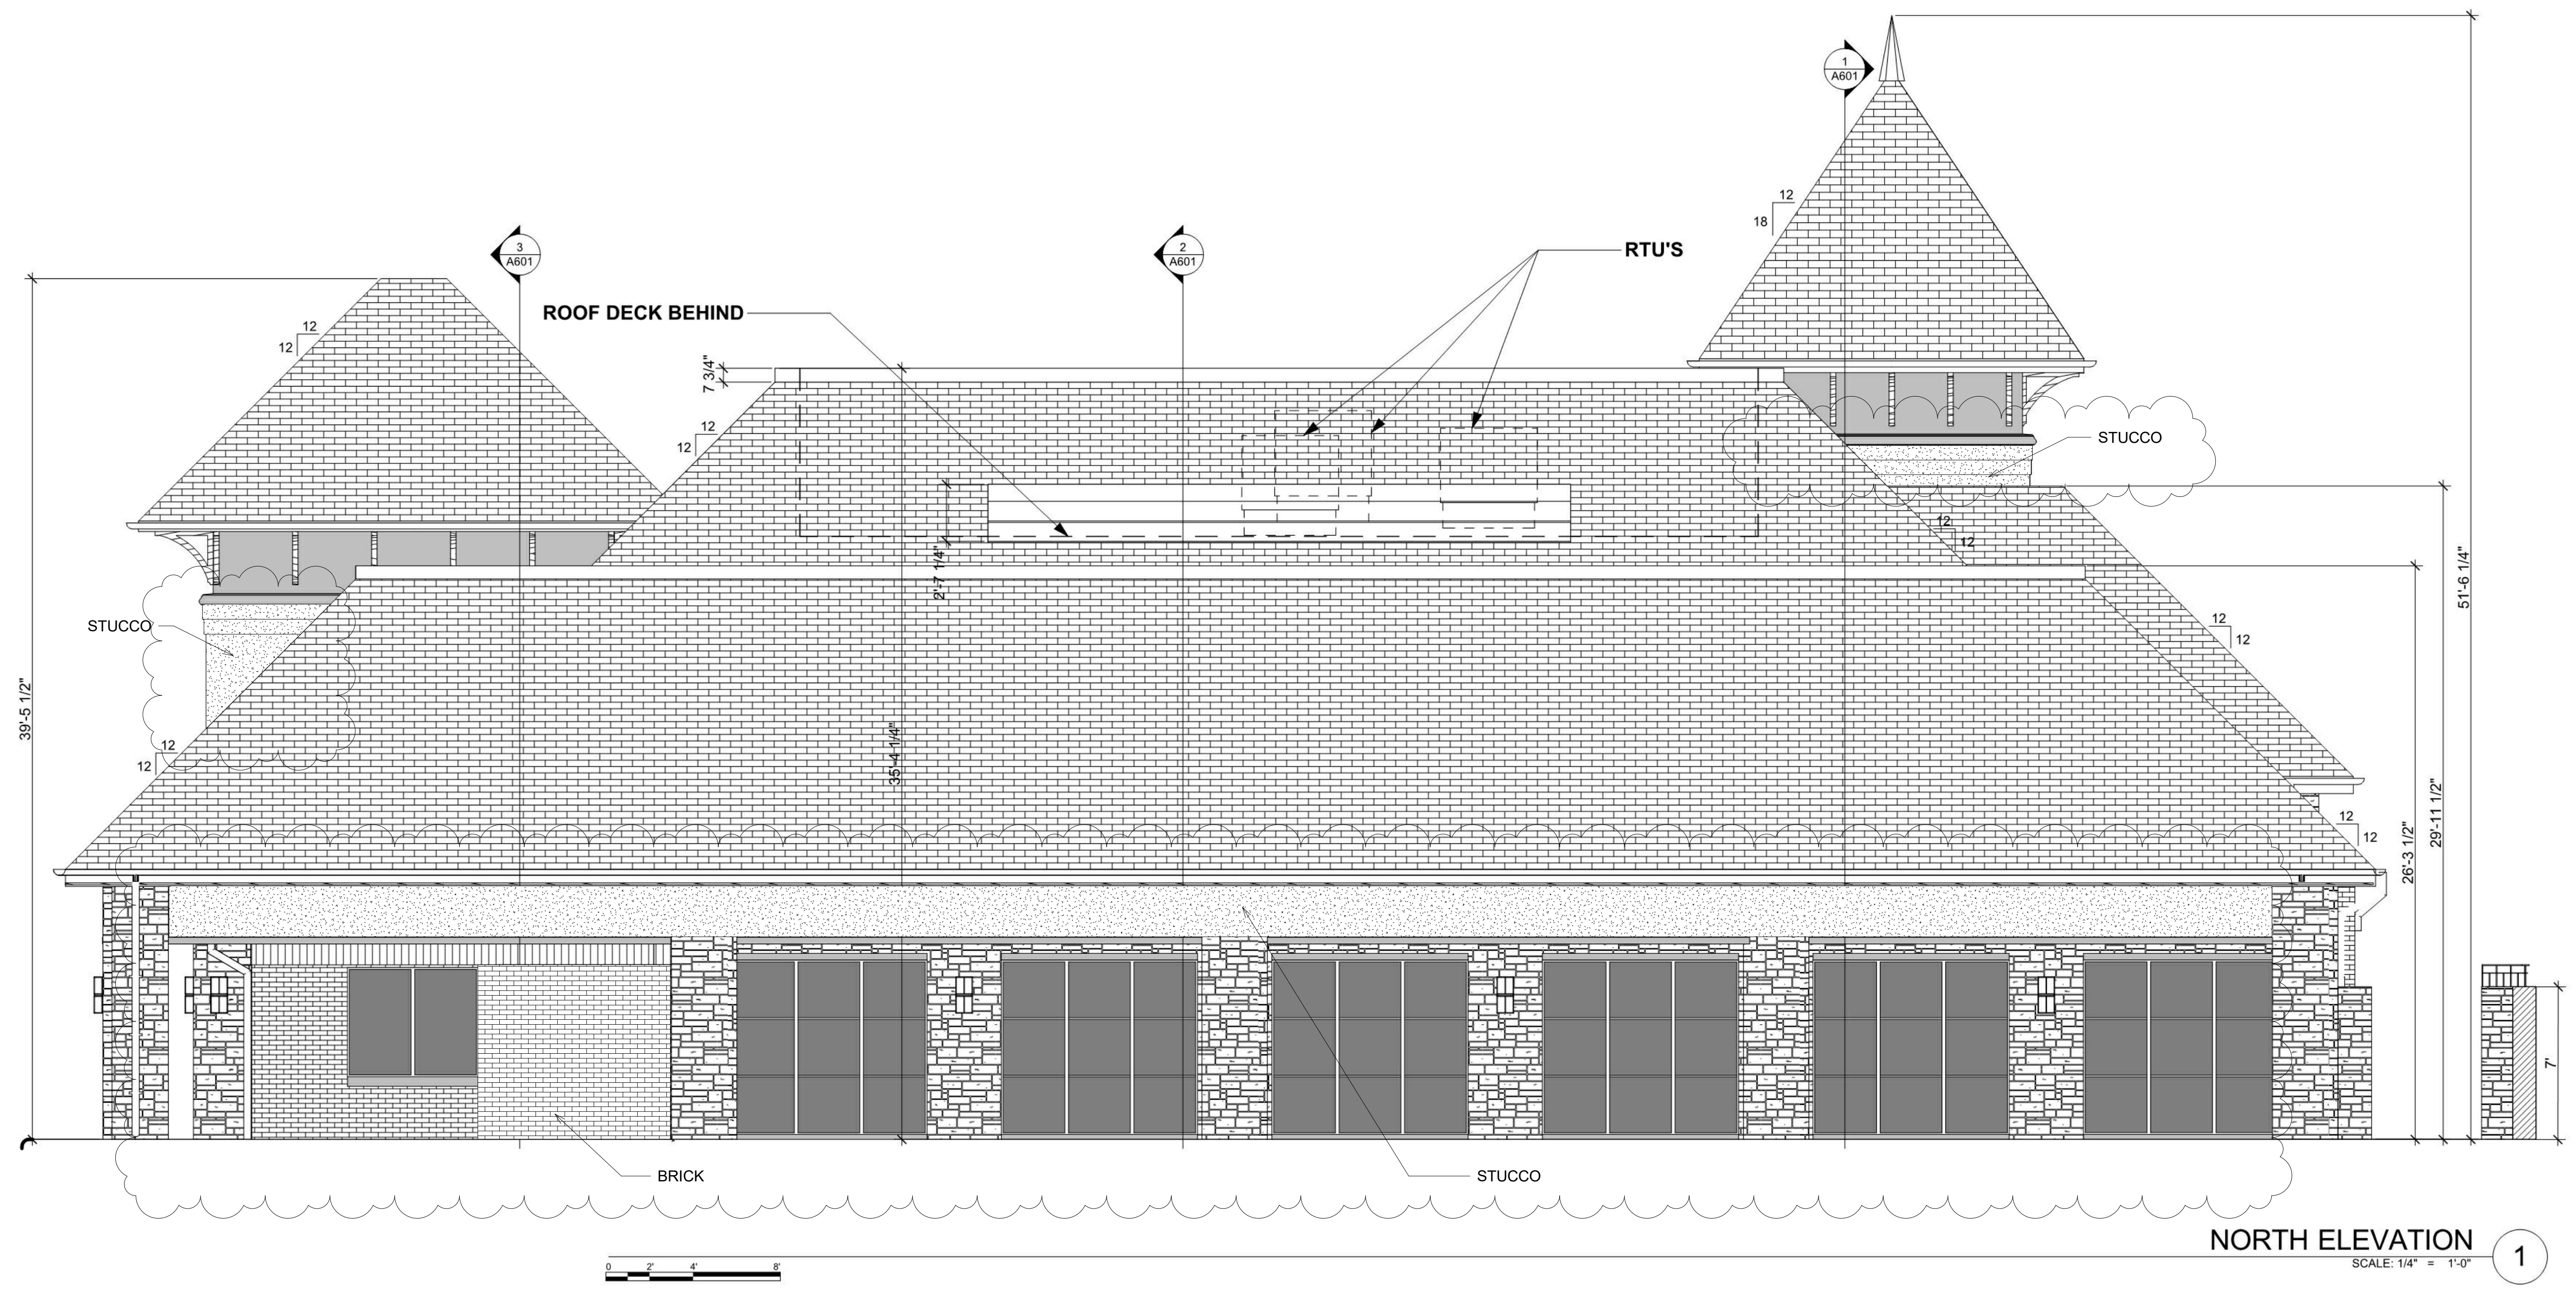 1
A601
12
18
3
A601
2
A601
RTU'S
ROOF DECK BEHIND
12
12
7 3/4"
12
12
STUCCO
2'-7 1/4"
12
12
STUCCO
12
12
39'-5 1/2"
35'-4 1/4"
12
12
51'-6 1/4"
29'-11 1/2"
26'-3 1/2"
12
12
7'
BRICK
STUCCO
NORTH ELEVATION
1
SCALE: 1/4" = 1'-0"
0 2' 4' 8'